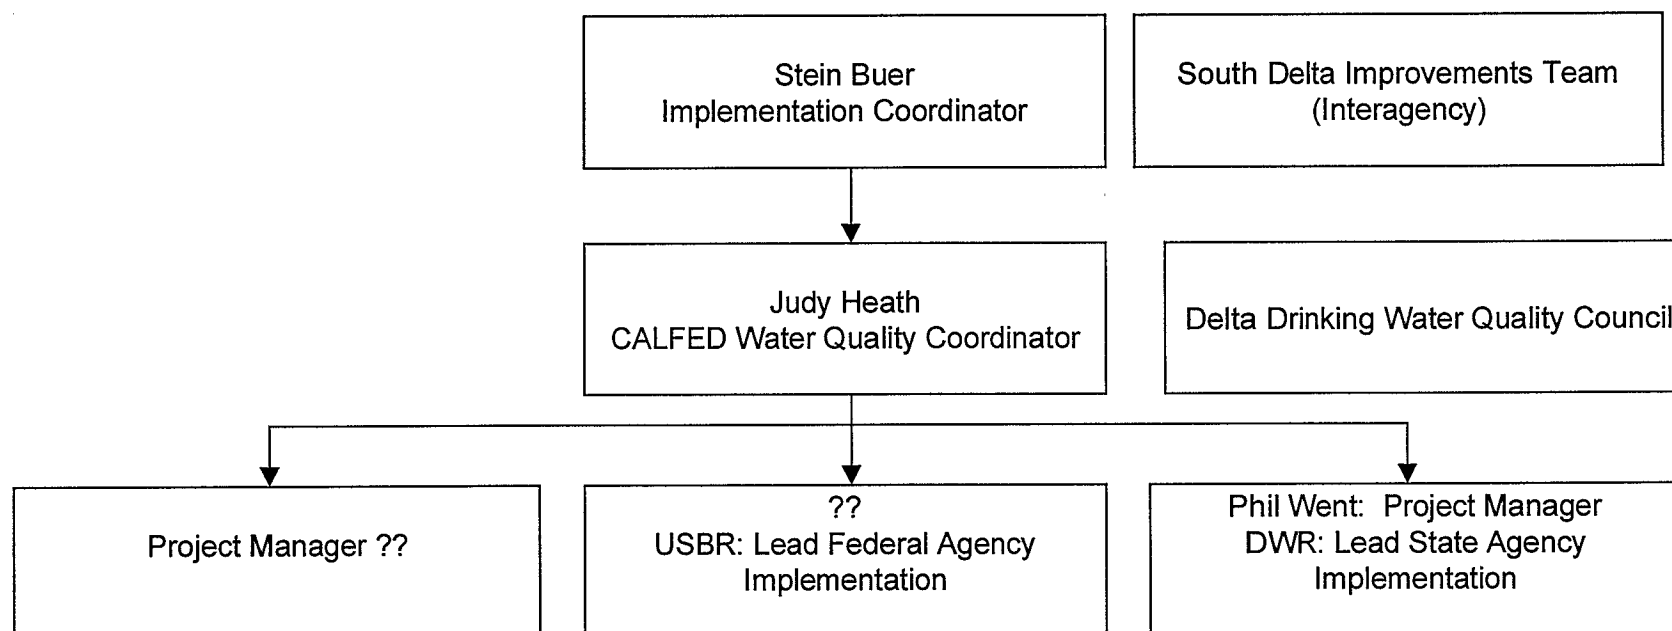 Stein Buer
Implementation Coordinator
South Delta Improvements Team
(Interagency)
Judy Heath
CALFED Water Quality Coordinator
Delta Drinking Water Quality Council
Project Manager ??
??
USBR: Lead Federal Agency
Implementation
Phil Went: Project Manager
DWR: Lead State Agency
Implementation